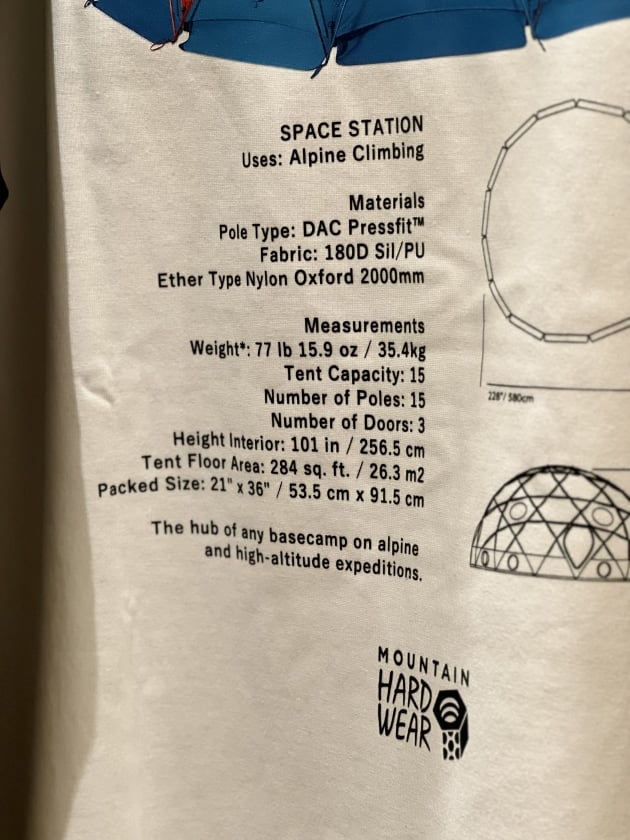 SPACE STATION
Uses: Alpine Climbing
Materials
Pole Type: DAC Pressfit™
Fabric: 180D Sil/PU
Ether Type Nylon Oxford 2000mm
Measurements
Weight*: 77 lb 15.9 oz / 35.4kg
Tent Capacity: 15
Number of Poles: 15
Number of Doors: 3
Height Interior: 101 in / 256.5 cm
Tent Floor Area: 284 sq. ft. / 26.3 m2
Packed Size: 21" x 36" / 53.5 cm x 91.5 cm
The hub of any basecamp on alpine
and high-altitude expeditions.
228"/ 580cm
MOUNTAIN
HARD
WEAR